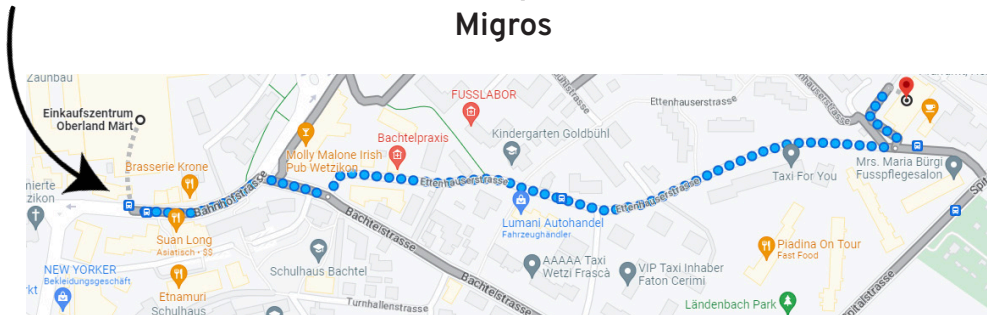 Migros
Zaunbau
Einkaufszentrum
Oberland Märt
Brasserie Krone
Molly Malone Irish
Pub Wetzikon
Bachtelpraxis
FUSSLABOR
Kindergarten Goldbühl
Ettenhauserstrasse
Bahnhofstrasse
Ettenhauserstrasse
Ettenhauserstrasse
Taxi For You
Mrs. Maria Bürgi
Fusspflegesalon
zikon
Suan Long
Asiatisch • $$
Bachtelstrasse
Lumani Autohandel
Fahrzeughändler
NEW YORKER
Bekleidungsgeschäft
Schulhaus Bachtel
AAAAA Taxi
Wetzi Frascà
VIP Taxi Inhaber
Faton Cerimi
Piadina On Tour
Fast Food
Etnamuri
Schulhaus
Turnhallenstrasse
Bachtelstrasse
Ländenbach Park
Spitalstrasse